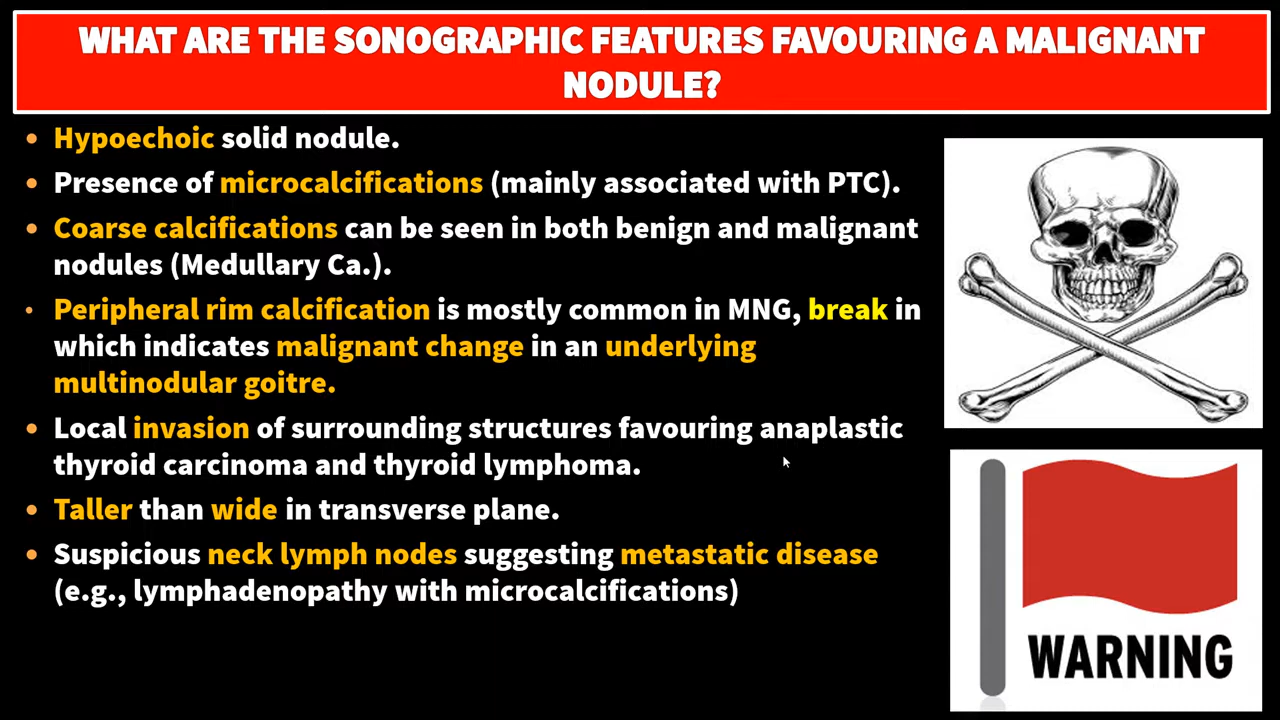 WHAT ARE THE SONOGRAPHIC FEATURES FAVOURING A MALIGNANT
NODULE?
• Hypoechoic solid nodule.
• Presence of microcalcifications (mainly associated with PTC).
• Coarse calcifications can be seen in both benign and malignant
nodules (Medullary Ca.).
• Peripheral rim calcification is mostly common in MNG, break in
which indicates malignant change in an underlying
multinodular goitre.
• Local invasion of surrounding structures favouring anaplastic
thyroid carcinoma and thyroid lymphoma.
• Taller than wide in transverse plane.
• Suspicious neck lymph nodes suggesting metastatic disease
(e.g., lymphadenopathy with microcalcifications)
WARNING